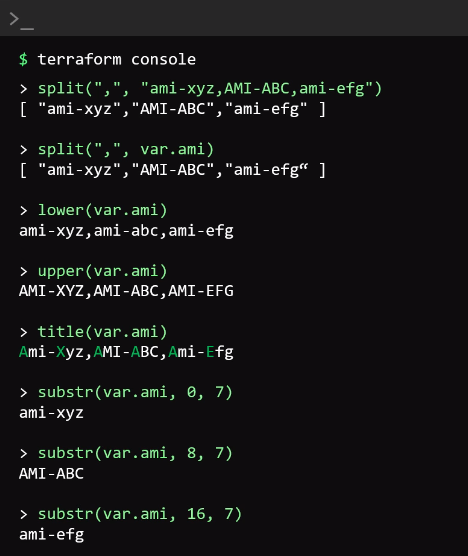 >_
$ terraform console
> split(",", "ami-xyz,AMI-ABC,ami-efg")
[ "ami-xyz","AMI-ABC","ami-efg" ]
> split(",", var.ami)
[ "ami-xyz","AMI-ABC","ami-efg“ ]
> lower(var.ami)
ami-xyz,ami-abc,ami-efg
> upper(var.ami)
AMI-XYZ,AMI-ABC,AMI-EFG
> title(var.ami)
Ami-Xyz,AMI-ABC,Ami-Efg
> substr(var.ami, 0, 7)
ami-xyz
> substr(var.ami, 8, 7)
AMI-ABC
> substr(var.ami, 16, 7)
ami-efg